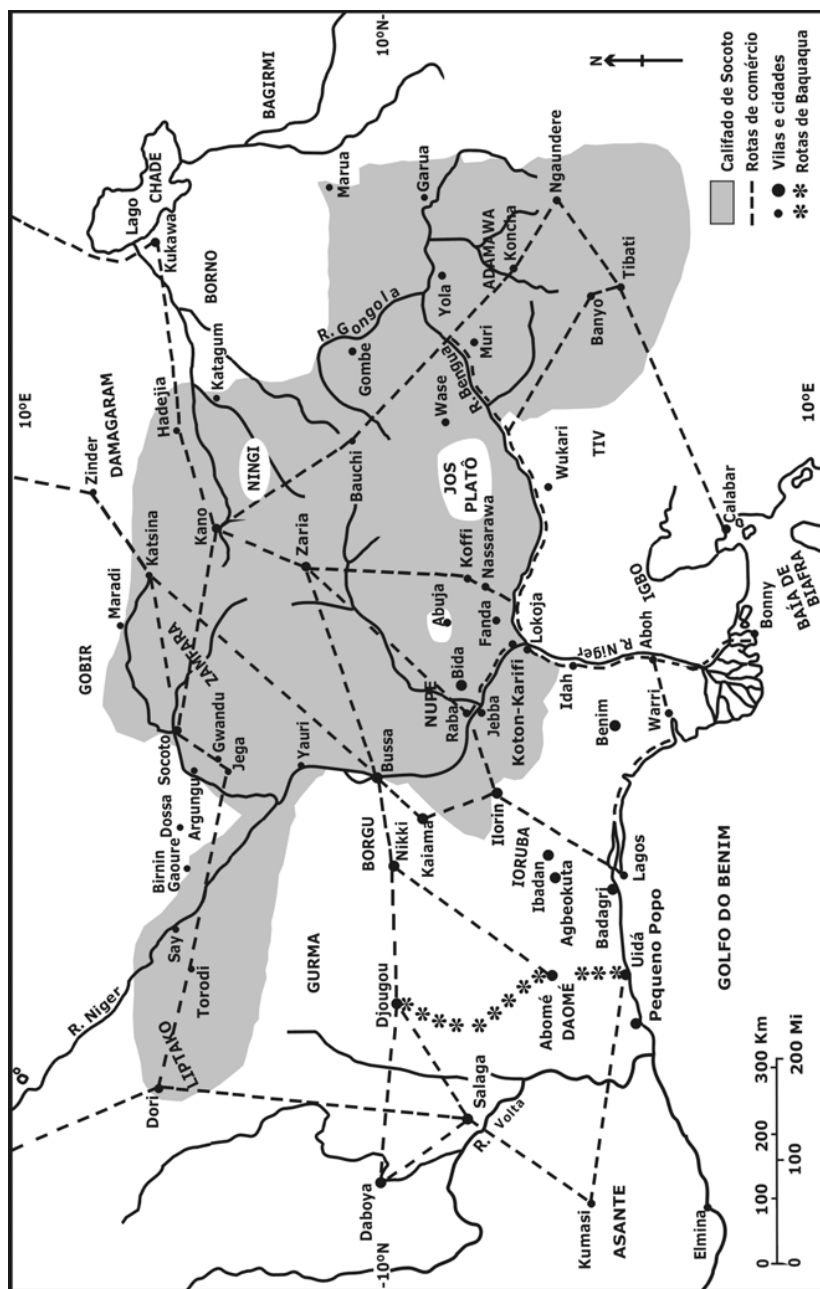 10ºN-
10ºE
BAGIRMI
Lago
CHADE
Kukawa
BORNO
Marua
Garua
Ngaundere
ADAMAWA
Koncha
Yola
R. Gongola
Gombe
Katagum
Hadejia
DAMAGARAM
Zinder
NINGI
Bauchi
Wase
Muri
R. Bengua
Banyo
Tibati
Wukari
TIV
JOS
PLATÔ
Kano
Katsina
Maradi
GOBIR
ZAMFARA
Zaria
Koffi
Nassarawa
Abuja
Fanda
Lokoja
Koton-Karifi
Bida
NUPE
Raba
Jebba
Idah
R. Niger
Aboh
IGBO
Calabar
10ºE
Bonny
BAÍA DE
BIAFRA
Warri
Benim
Socoto
Gwandu
Jega
Argungu
Dossa
Birnin
Gaoure
Yauri
Bussa
BORGU
Nikki
Kaiama
Ilorin
IORUBA
Ibadan
Agbeokuta
Lagos
Badagri
Uidá
Pequeno Popo
GOLFO DO BENIM
Say
Torodi
R. Niger
0º
LIPTAKO
Dori
GURMA
Djougou
Abomé
DAOMÉ
Salaga
R. Volta
Daboya
-10ºN
Kumasi
ASANTE
Elmina
N
Califado de Socoto
Rotas de comércio
Vilas e cidades
Rotas de Baquaqua
0 100 200 300 Km
0 100 200 Mi